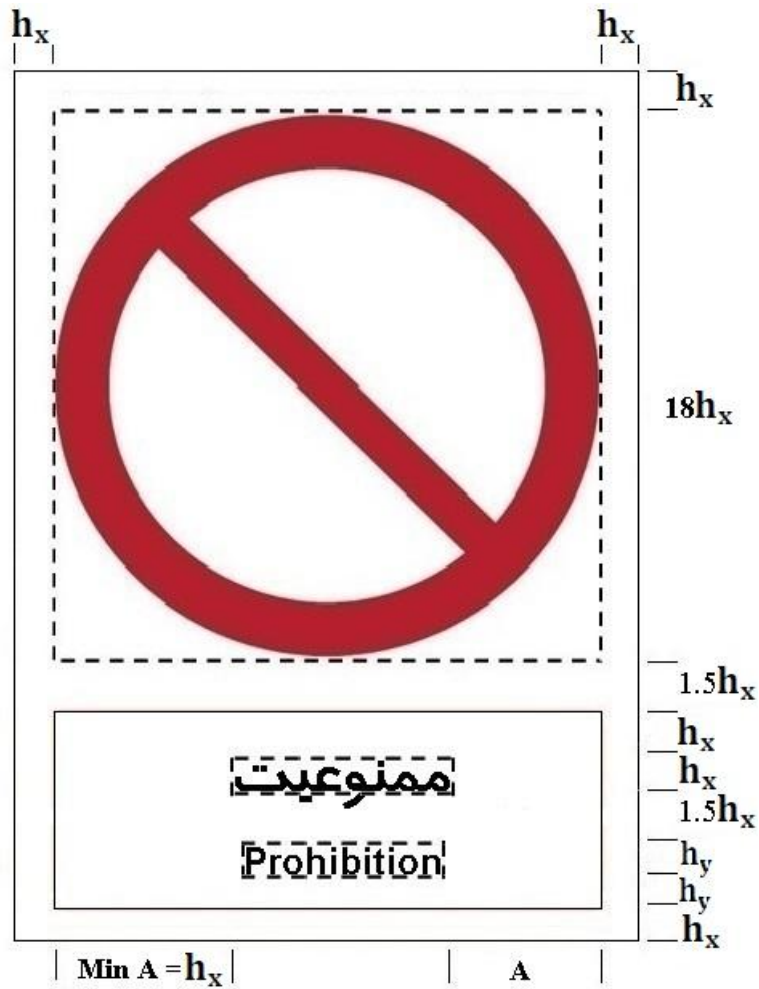 hx hx
hx
18hx
1.5hx
hx
hx
1.5hx
hy
hy
hx
ممنوعیت
Prohibition
Min A = hx A